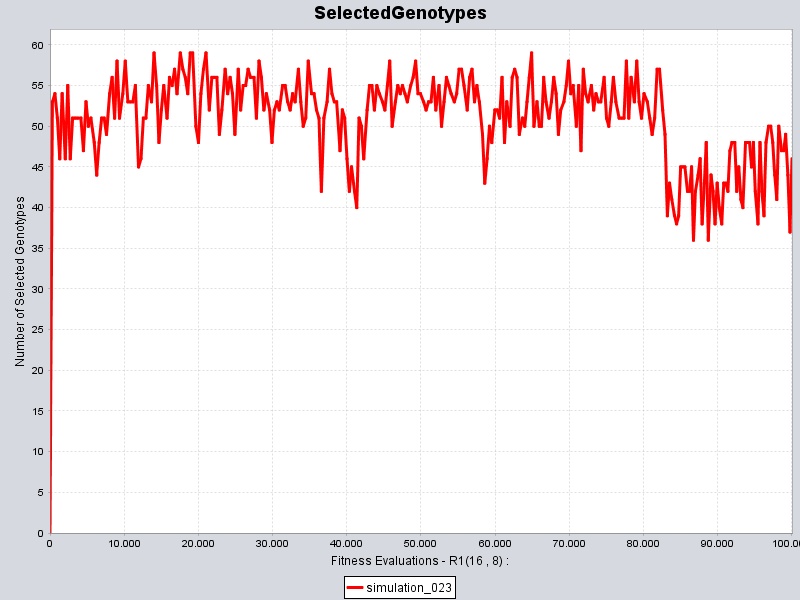 SelectedGenotypes
60
55
50
45
40
35
30
25
20
15
10
5
0
Number of Selected Genotypes
0 10.000 20.000 30.000 40.000 50.000 60.000 70.000 80.000 90.000 100.00
Fitness Evaluations - R1(16 , 8) :
simulation_023